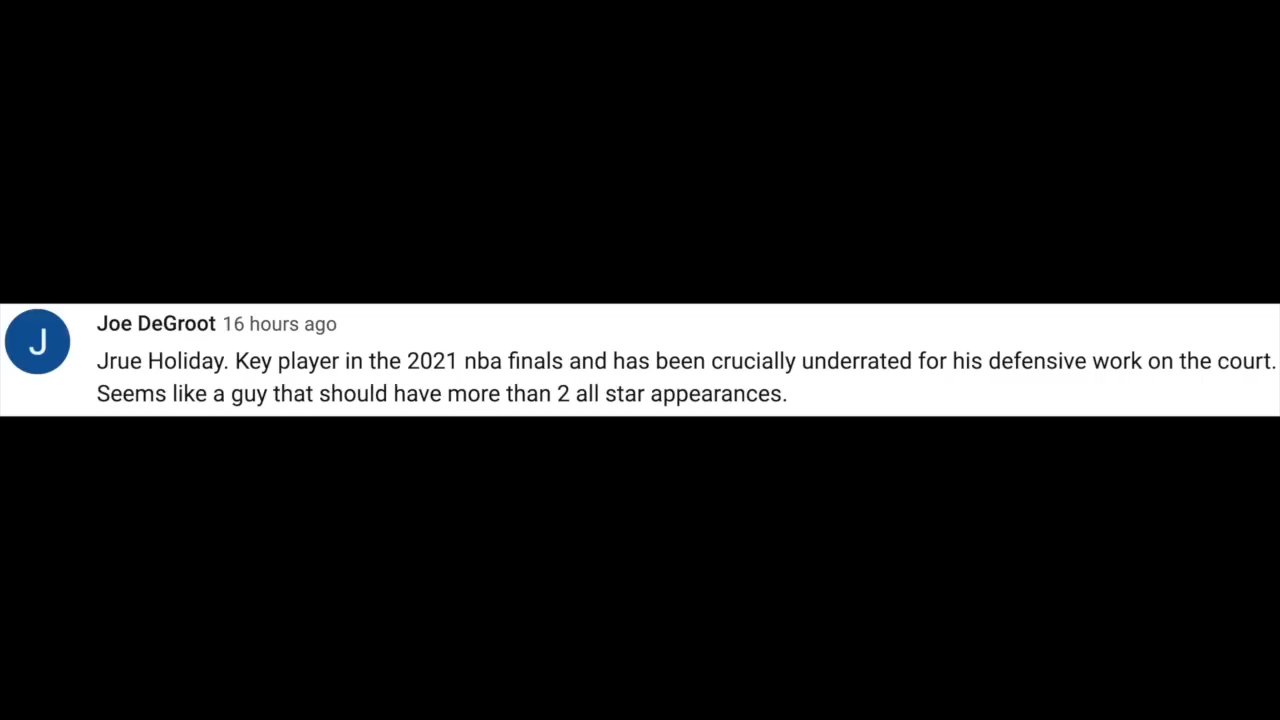 J
Joe DeGroot 16 hours ago
Jrue Holiday. Key player in the 2021 nba finals and has been crucially underrated for his defensive work on the court.
Seems like a guy that should have more than 2 all star appearances.